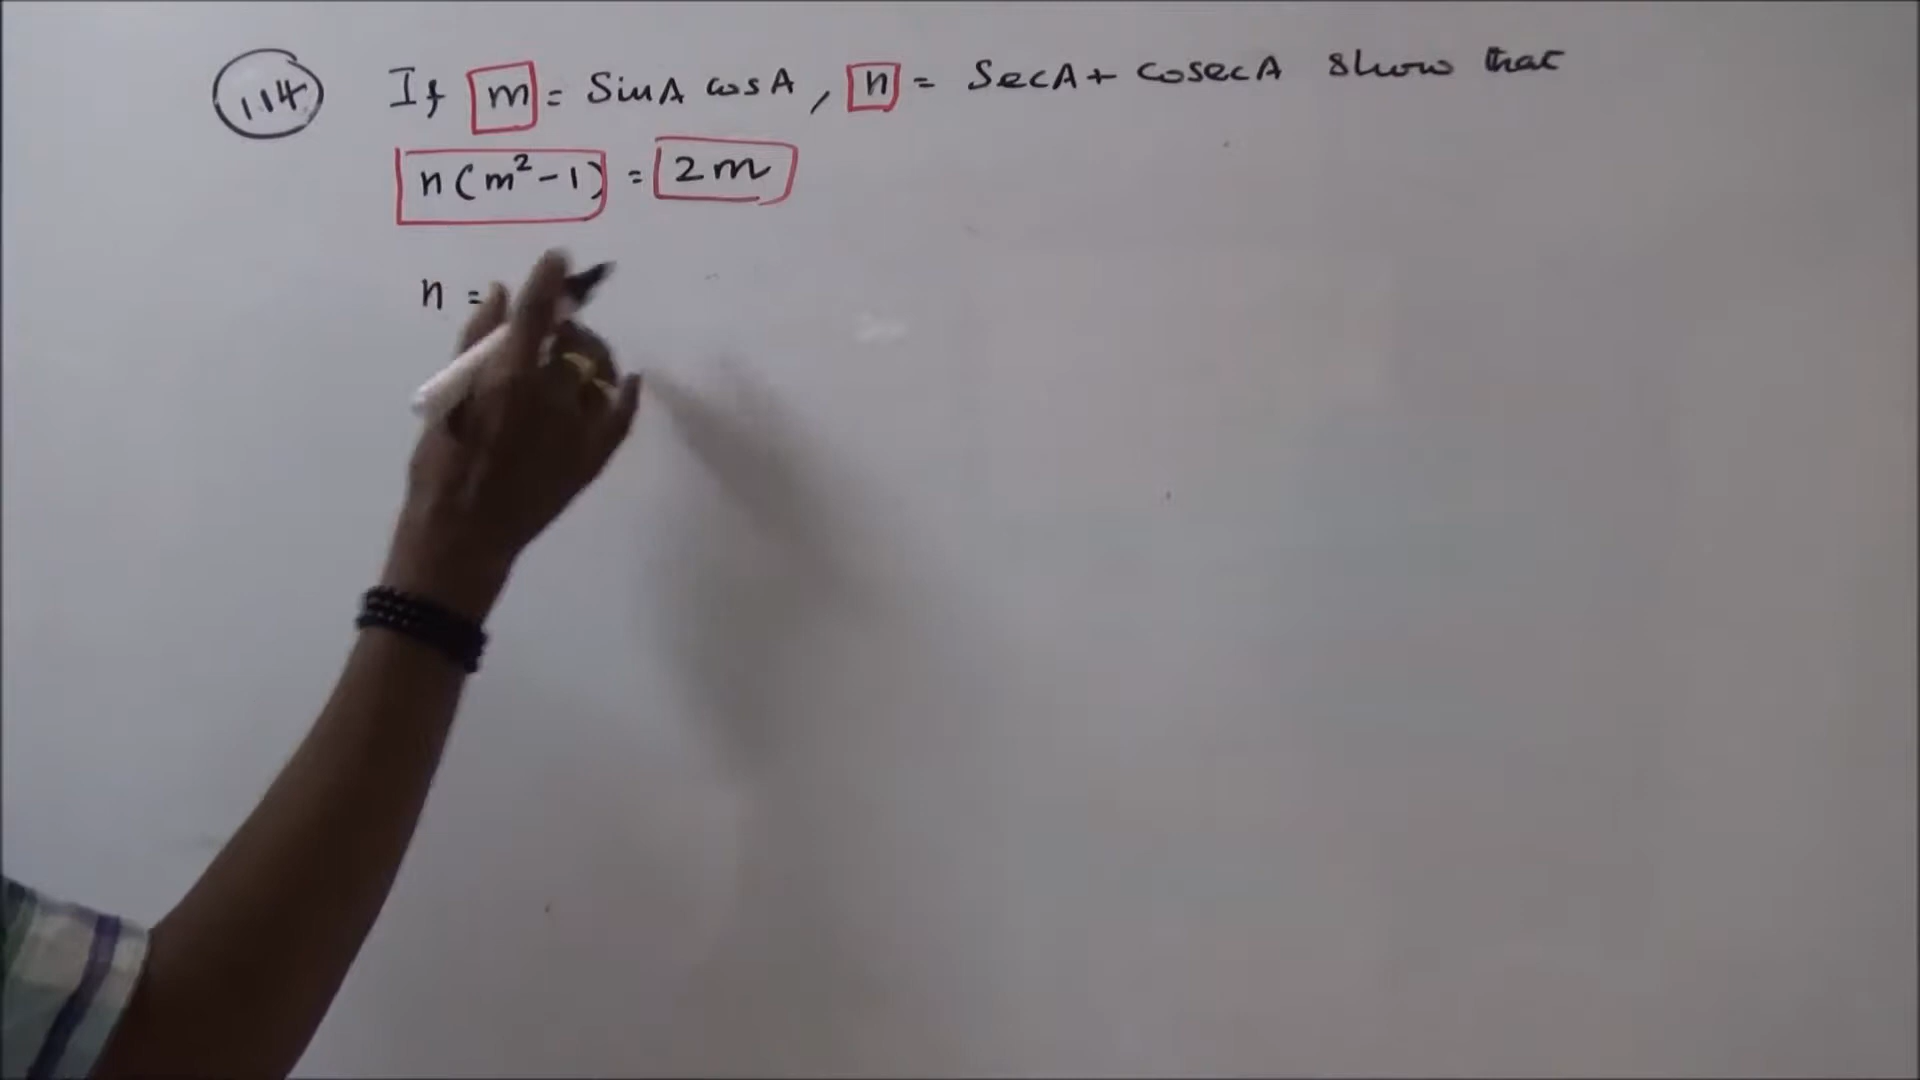 114 If m = SinA cosA, n = SecA + cosecA show that
n(m²-1) = 2m
n =